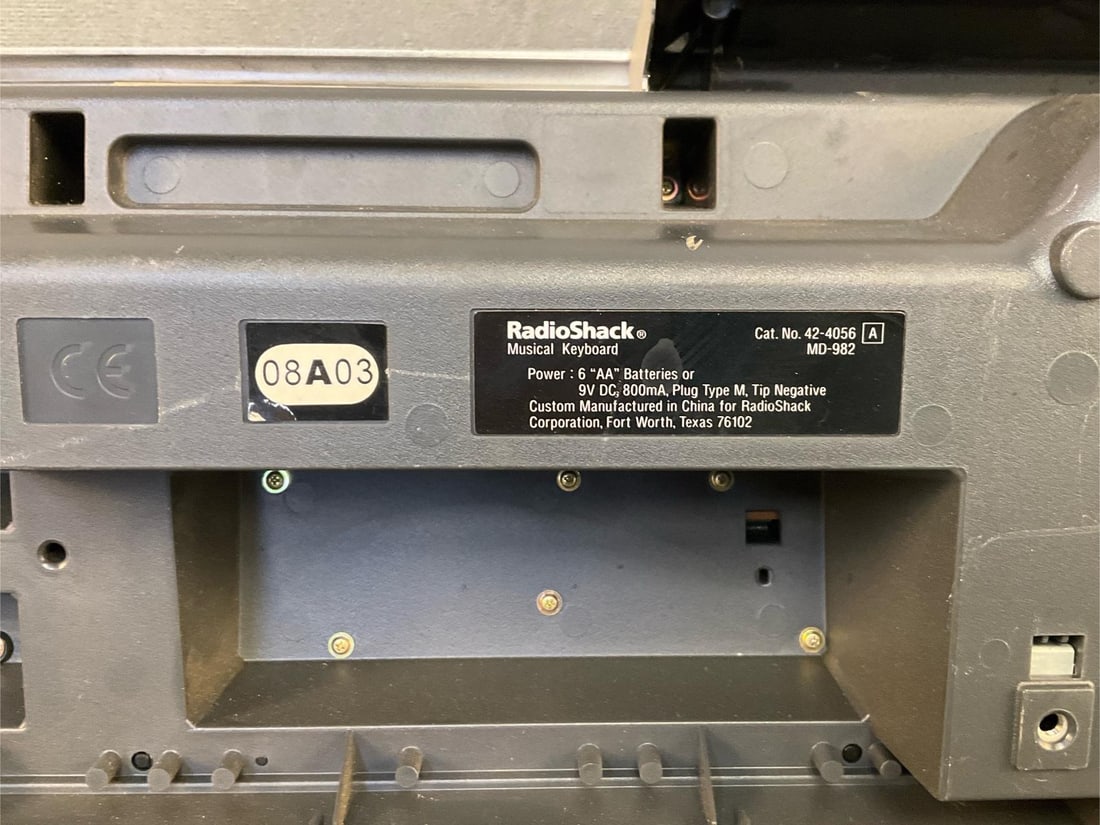 CE
08A03
RadioShack®
Musical Keyboard
Cat. No. 42-4056 A
MD-982
Power : 6 "AA" Batteries or
9V DC, 800mA, Plug Type M, Tip Negative
Custom Manufactured in China for RadioShack
Corporation, Fort Worth, Texas 76102